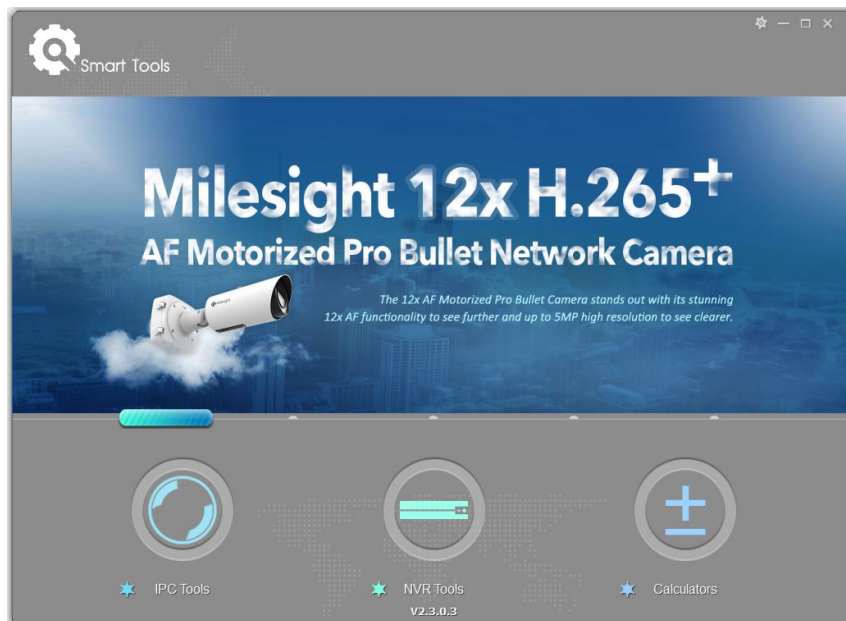 Smart Tools
Milesight 12x H.265+
AF Motorized Pro Bullet Network Camera
The 12x AF Motorized Pro Bullet Camera stands out with its stunning
12x AF functionality to see further and up to 5MP high resolution to see clearer.
IPC Tools
NVR Tools
Calculators
V2.3.0.3